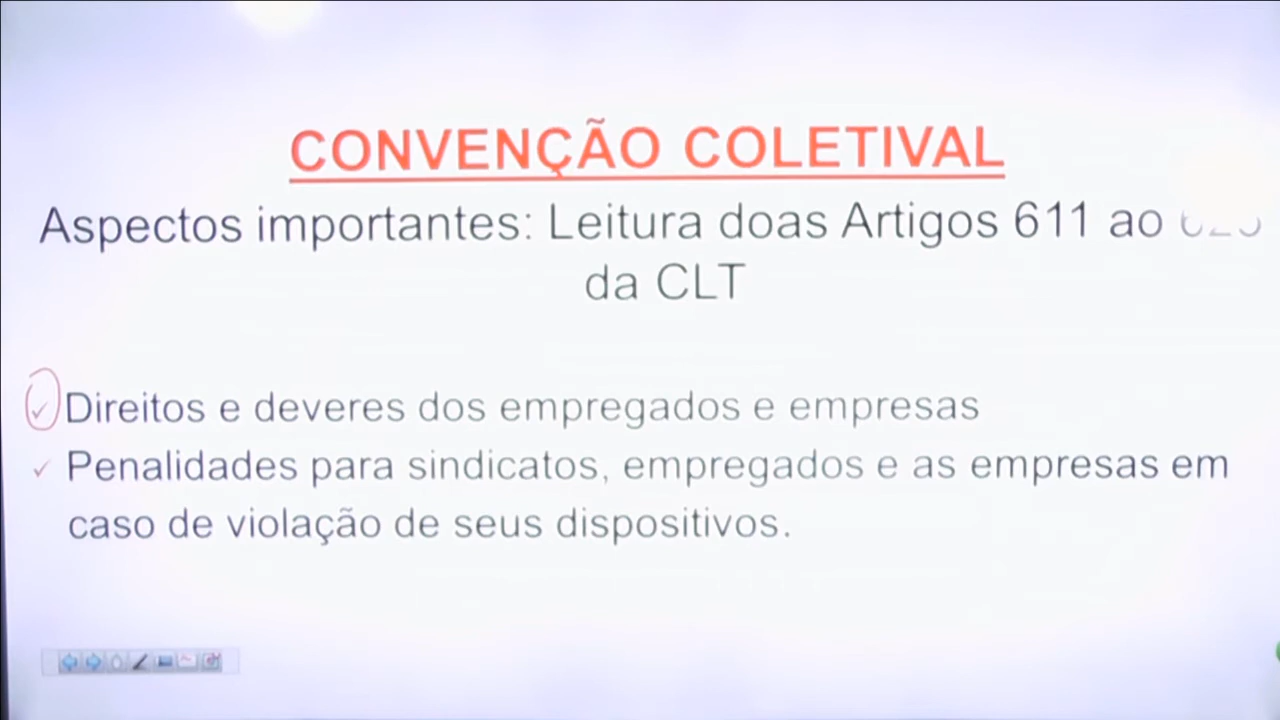 CONVENÇÃO COLETIVAL
Aspectos importantes: Leitura doas Artigos 611 ao
da CLT
Direitos e deveres dos empregados e empresas
Penalidades para sindicatos, empregados e as empresas em
caso de violação de seus dispositivos.